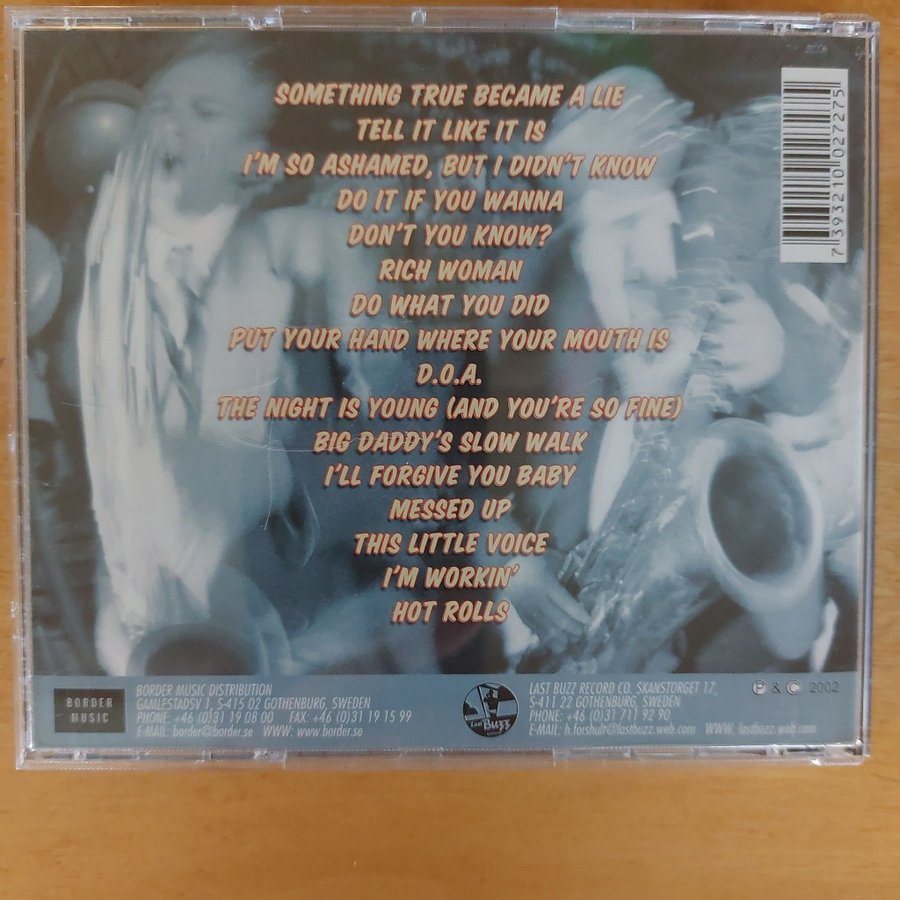 SOMETHING TRUE BECAME A LIE
TELL IT LIKE IT IS
I'M SO ASHAMED, BUT I DIDN'T KNOW
DO IT IF YOU WANNA
DON'T YOU KNOW?
RICH WOMAN
DO WHAT YOU DID
PUT YOUR HAND WHERE YOUR MOUTH IS
D.O.A.
THE NIGHT IS YOUNG (AND YOU'RE SO FINE)
BIG DADDY'S SLOW WALK
I'LL FORGIVE YOU BABY
MESSED UP
THIS LITTLE VOICE
I'M WORKIN'
HOT ROLLS
7 393210 027275
BORDER
MUSIC
BORDER MUSIC DISTRIBUTION
GAMLESTADSV 1, S-415 02 GOTHENBURG, SWEDEN
PHONE: +46 (0)31 19 08 00 FAX: +46 (0)31 19 15 99
E-MAIL: border@border.se WWW: www.border.se
Last Buzz
LAST BUZZ RECORD CO. SKANSTORGET 17,
S-411 22 GOTHENBURG, SWEDEN
PHONE: +46 (0)31 711 92 90
E-MAIL: h.forshult@lastbuzz.web.com WWW. lastbuzz.web.com
℗ & © 2002